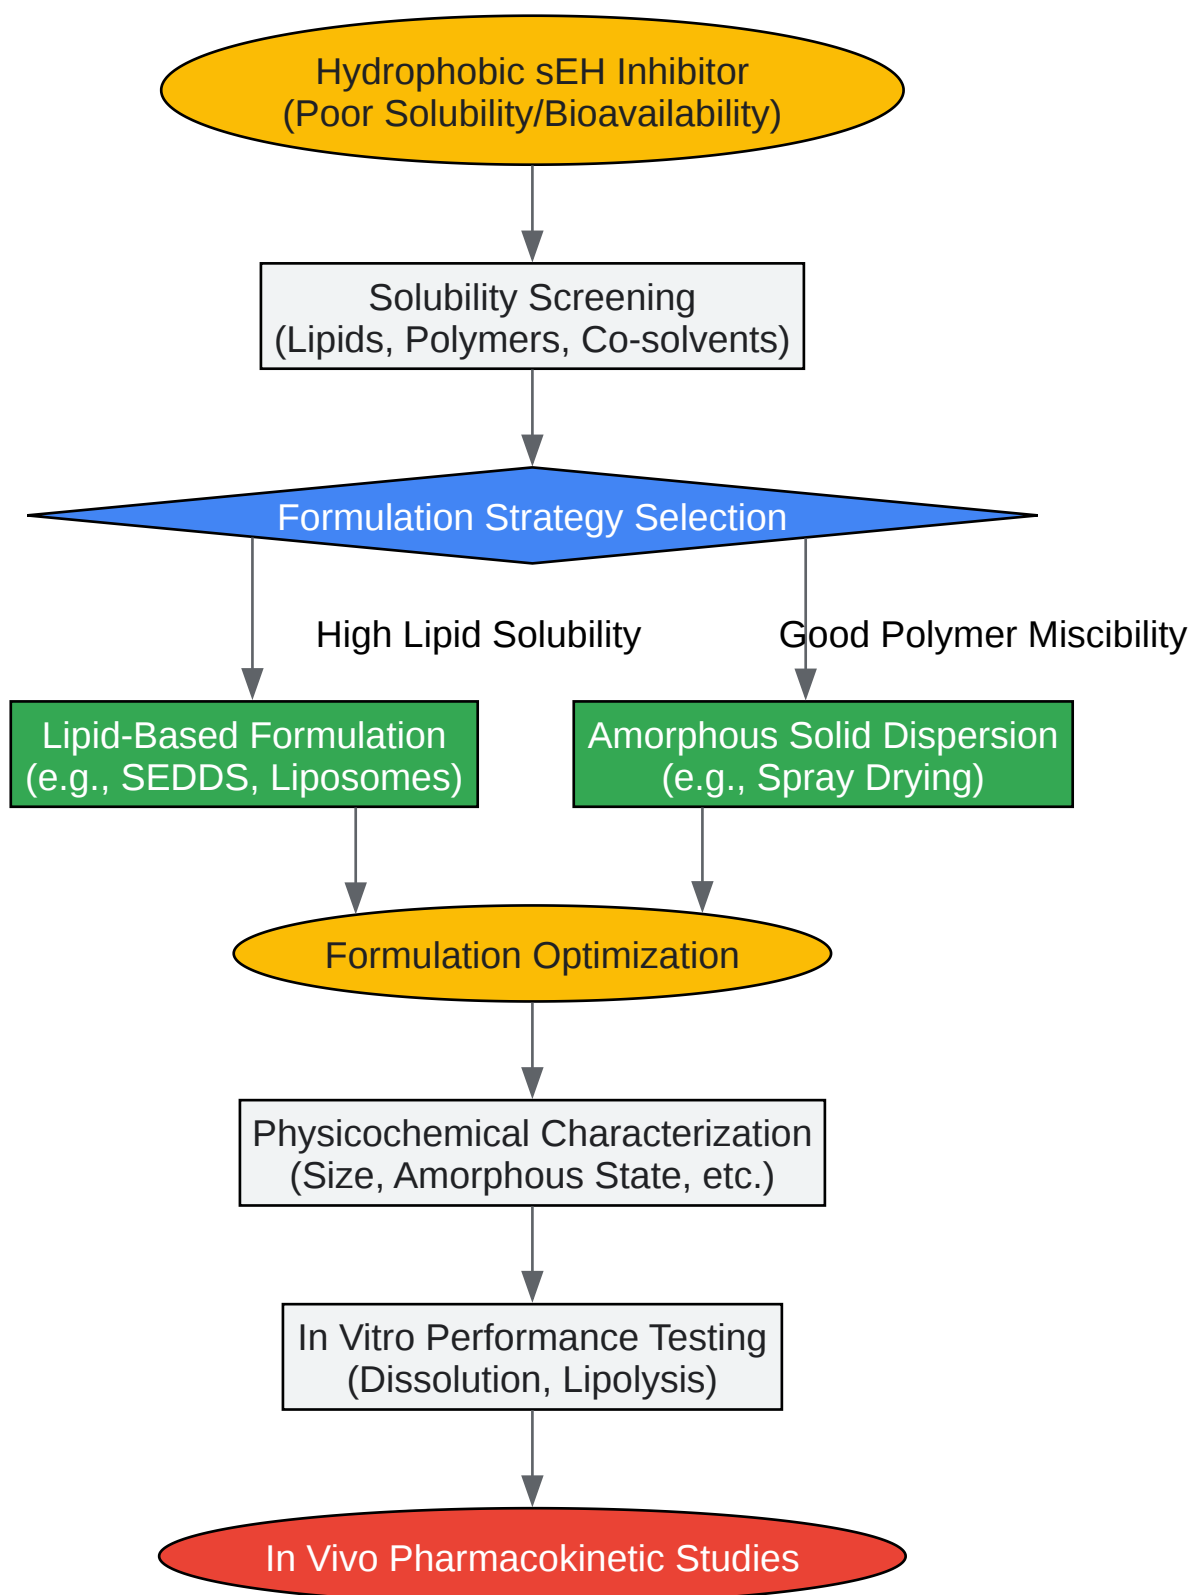 Hydrophobic sEH Inhibitor
(Poor Solubility/Bioavailability)
Solubility Screening
(Lipids, Polymers, Co-solvents)
Formulation Strategy Selection
High Lipid Solubility
Good Polymer Miscibility
Lipid-Based Formulation
(e.g., SEDDS, Liposomes)
Amorphous Solid Dispersion
(e.g., Spray Drying)
Formulation Optimization
Physicochemical Characterization
(Size, Amorphous State, etc.)
In Vitro Performance Testing
(Dissolution, Lipolysis)
In Vivo Pharmacokinetic Studies